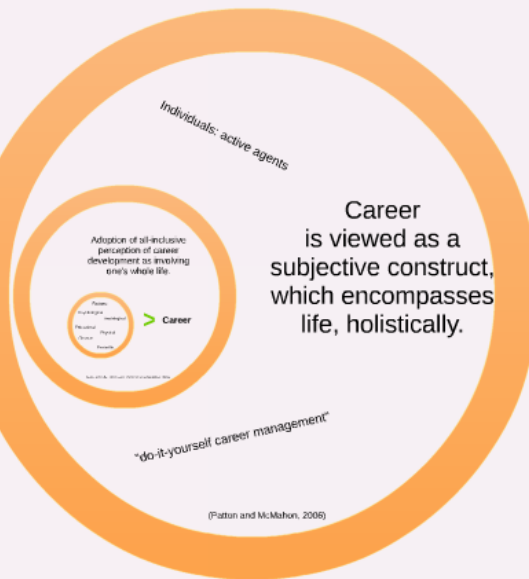 Individuals: active agents
Career
is viewed as a
subjective construct,
which encompasses
life, holistically.
Adoption of all-inclusive
perception of career
development as involving
one's whole life.
> Career
"do-it-yourself career management"
(Patton and McMahon, 2006)